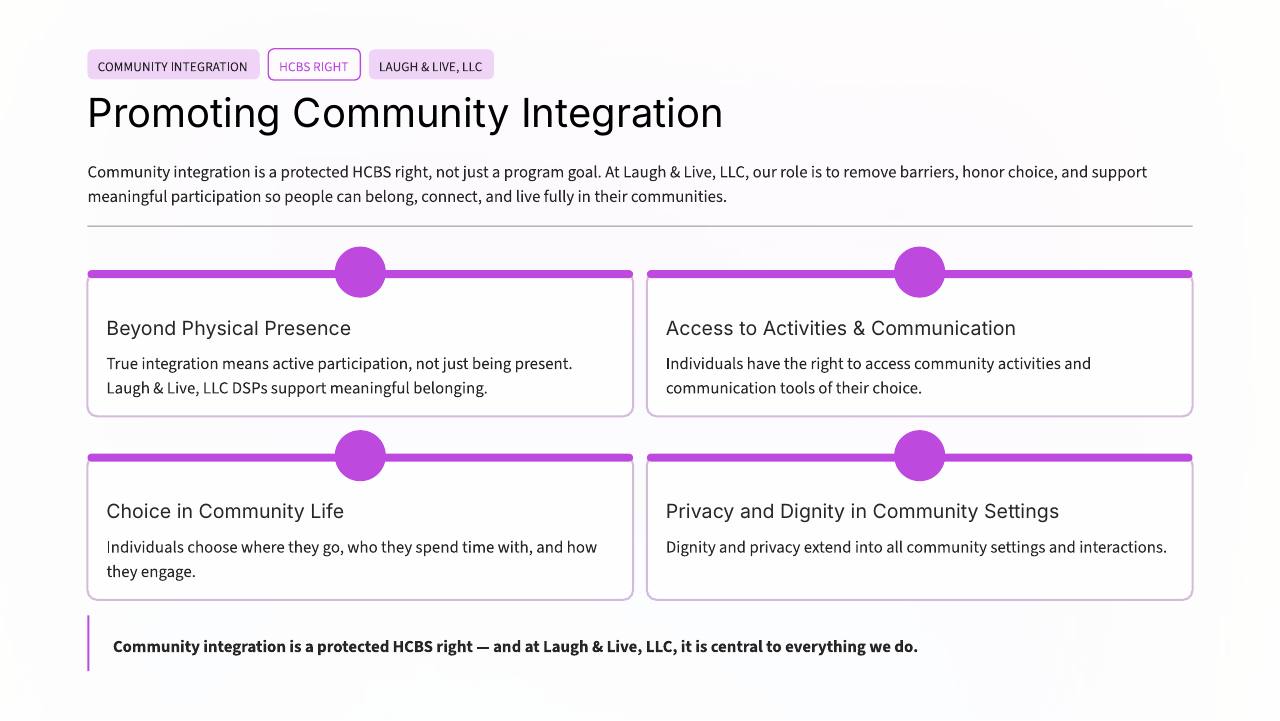 COMMUNITY INTEGRATION
HCBS RIGHT
LAUGH & LIVE, LLC
Promoting Community Integration
Community integration is a protected HCBS right, not just a program goal. At Laugh & Live, LLC, our role is to remove barriers, honor choice, and support
meaningful participation so people can belong, connect, and live fully in their communities.
Beyond Physical Presence
True integration means active participation, not just being present.
Laugh & Live, LLC DSPs support meaningful belonging.
Access to Activities & Communication
Individuals have the right to access community activities and
communication tools of their choice.
Choice in Community Life
Individuals choose where they go, who they spend time with, and how
they engage.
Privacy and Dignity in Community Settings
Dignity and privacy extend into all community settings and interactions.
Community integration is a protected HCBS right — and at Laugh & Live, LLC, it is central to everything we do.